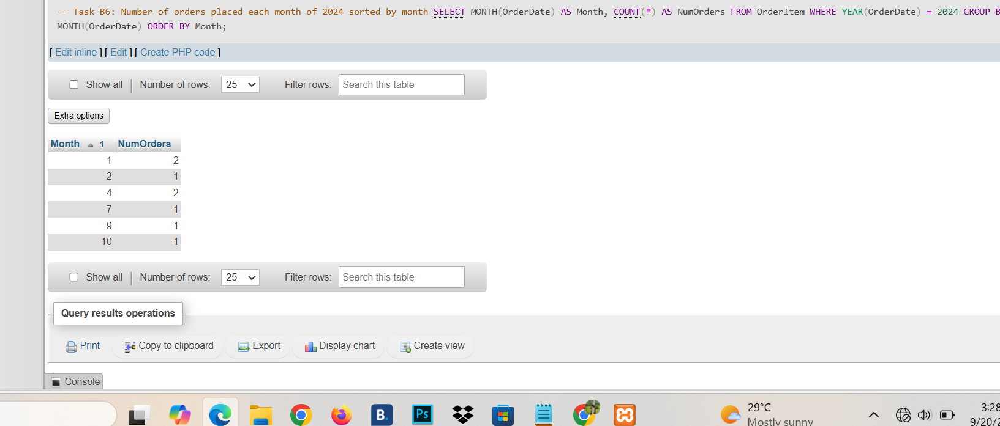 -- Task B6: Number of orders placed each month of 2024 sorted by month SELECT MONTH(OrderDate) AS Month, COUNT(*) AS NumOrders FROM OrderItem WHERE YEAR(OrderDate) = 2024 GROUP B
MONTH(OrderDate) ORDER BY Month;
[ Edit inline ] [ Edit ] [ Create PHP code ]
Show all | Number of rows: 25 Filter rows: Search this table
Extra options
Month 1 NumOrders
1 2
2 1
4 2
7 1
9 1
10 1
Show all | Number of rows: 25 Filter rows: Search this table
Query results operations
Print Copy to clipboard Export Display chart Create view
Console
B. Ps
29°C 3:28
Mostly sunny 9/20/2